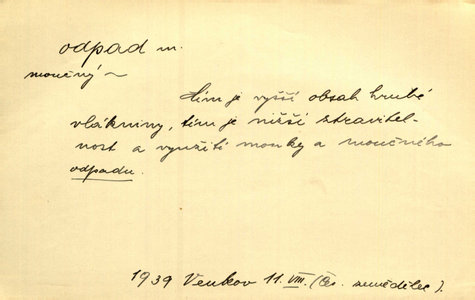 odpad m.
moučný ~
čím je vyšší obsah hrubé
vlákniny, tím je nižší stravitel-
nost a využití mouky a moučného
odpadu.
1939 Venkov 11. VIII. (Čs. zemědělec).